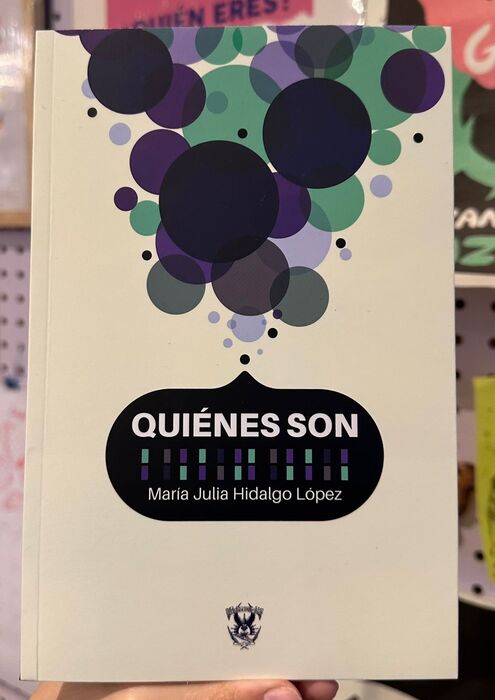 ¿QUIÉN ERES?
QUIÉNES SON
María Julia Hidalgo López